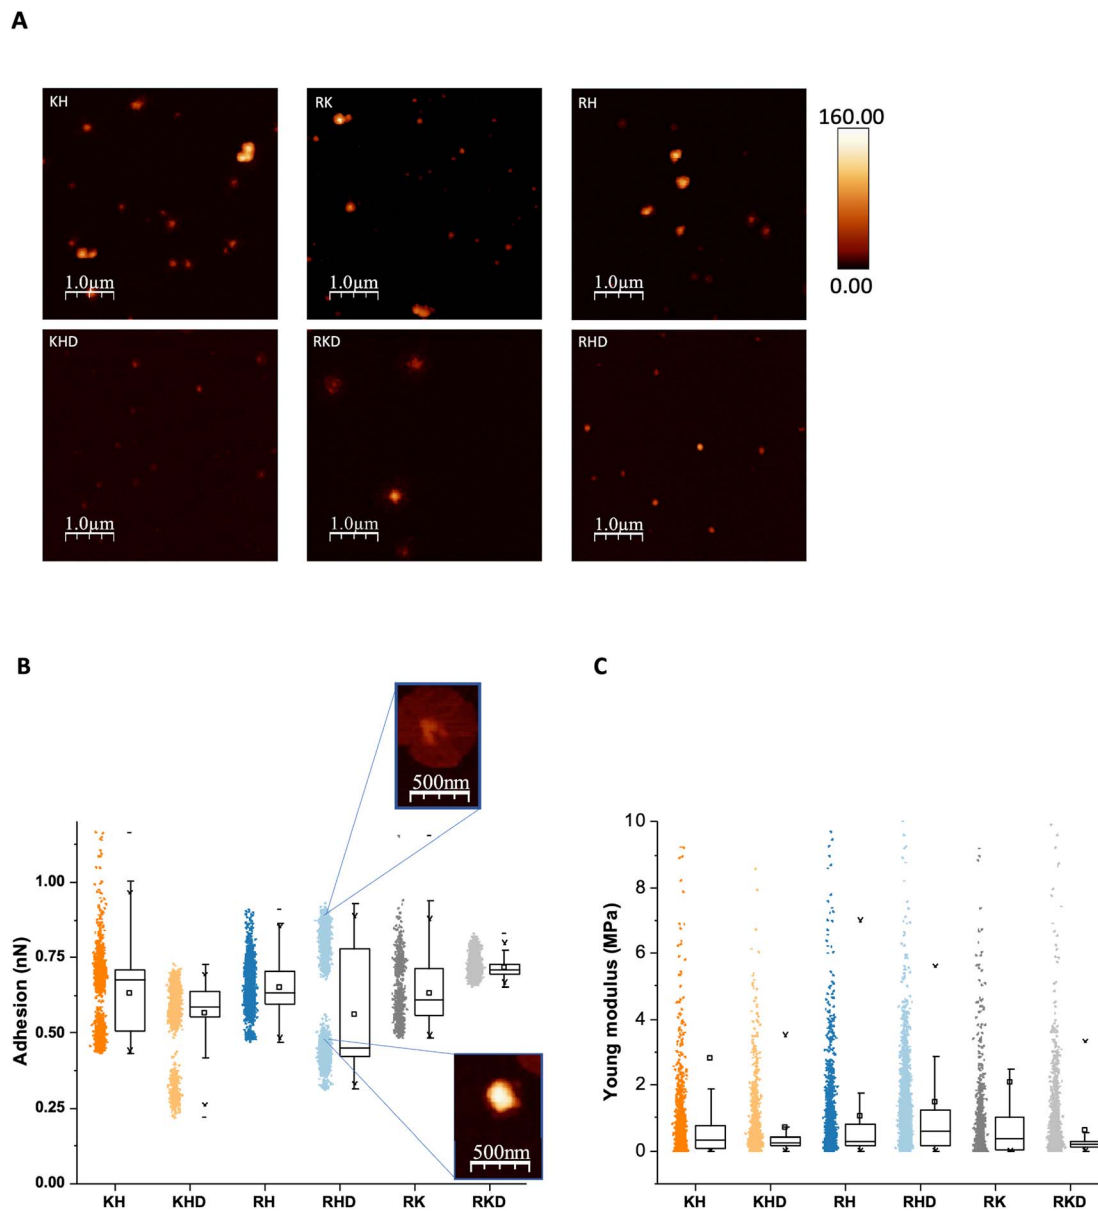 A
KH
RK
RH
160.00
0.00
1.0µm
1.0µm
1.0µm
KHD
RKD
RHD
1.0µm
1.0µm
1.0µm
B
C
500nm
Adhesion (nN)
1.00
0.75
0.50
0.25
0.00
500nm
KH KHD RH RHD RK RKD
Young modulus (MPa)
10
8
6
4
2
0
KH KHD RH RHD RK RKD